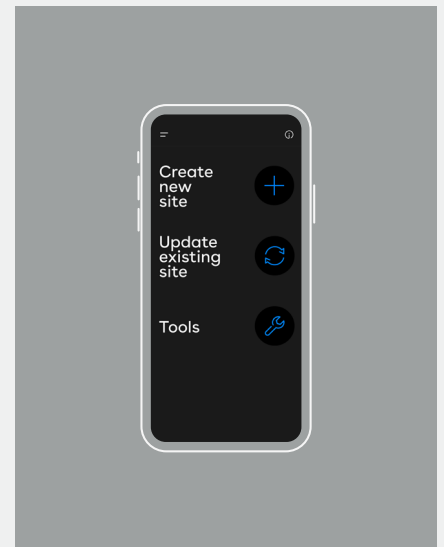 Create
new
site
Update
existing
site
Tools